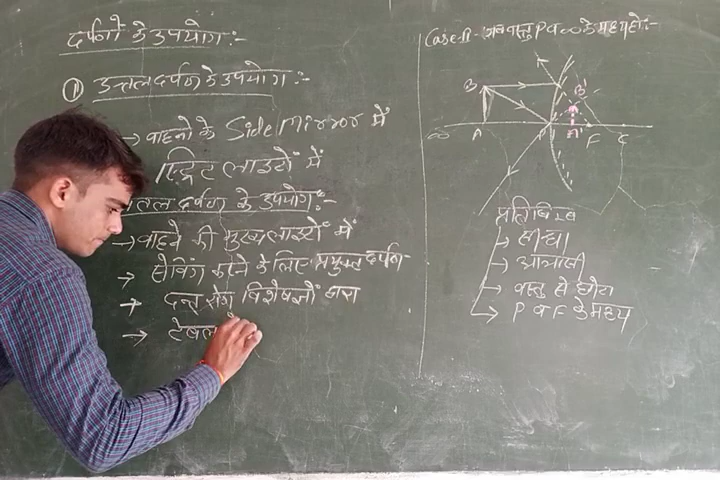 दर्पणों के उपयोग :-
① उत्तल दर्पण के उपयोग :-
→ वाहनो के Side Mirror में
स्ट्रिट लाइटों में
तल दर्पण के उपयोग :-
→ वाहनो की मुख्य लाइटों में
→ सेविंग करने के लिए प्रयुक्त दर्पण
→ दन्त रोग विशेषज्ञों द्वारा
→ टेबल
Case-II - जब वस्तु P व ∞ के मध्य हो :-
B B'
∞ A A' F C
प्रतिबिम्ब
→ सीधा
→ आभासी
→ वस्तु से छोटा
→ P व F के मध्य